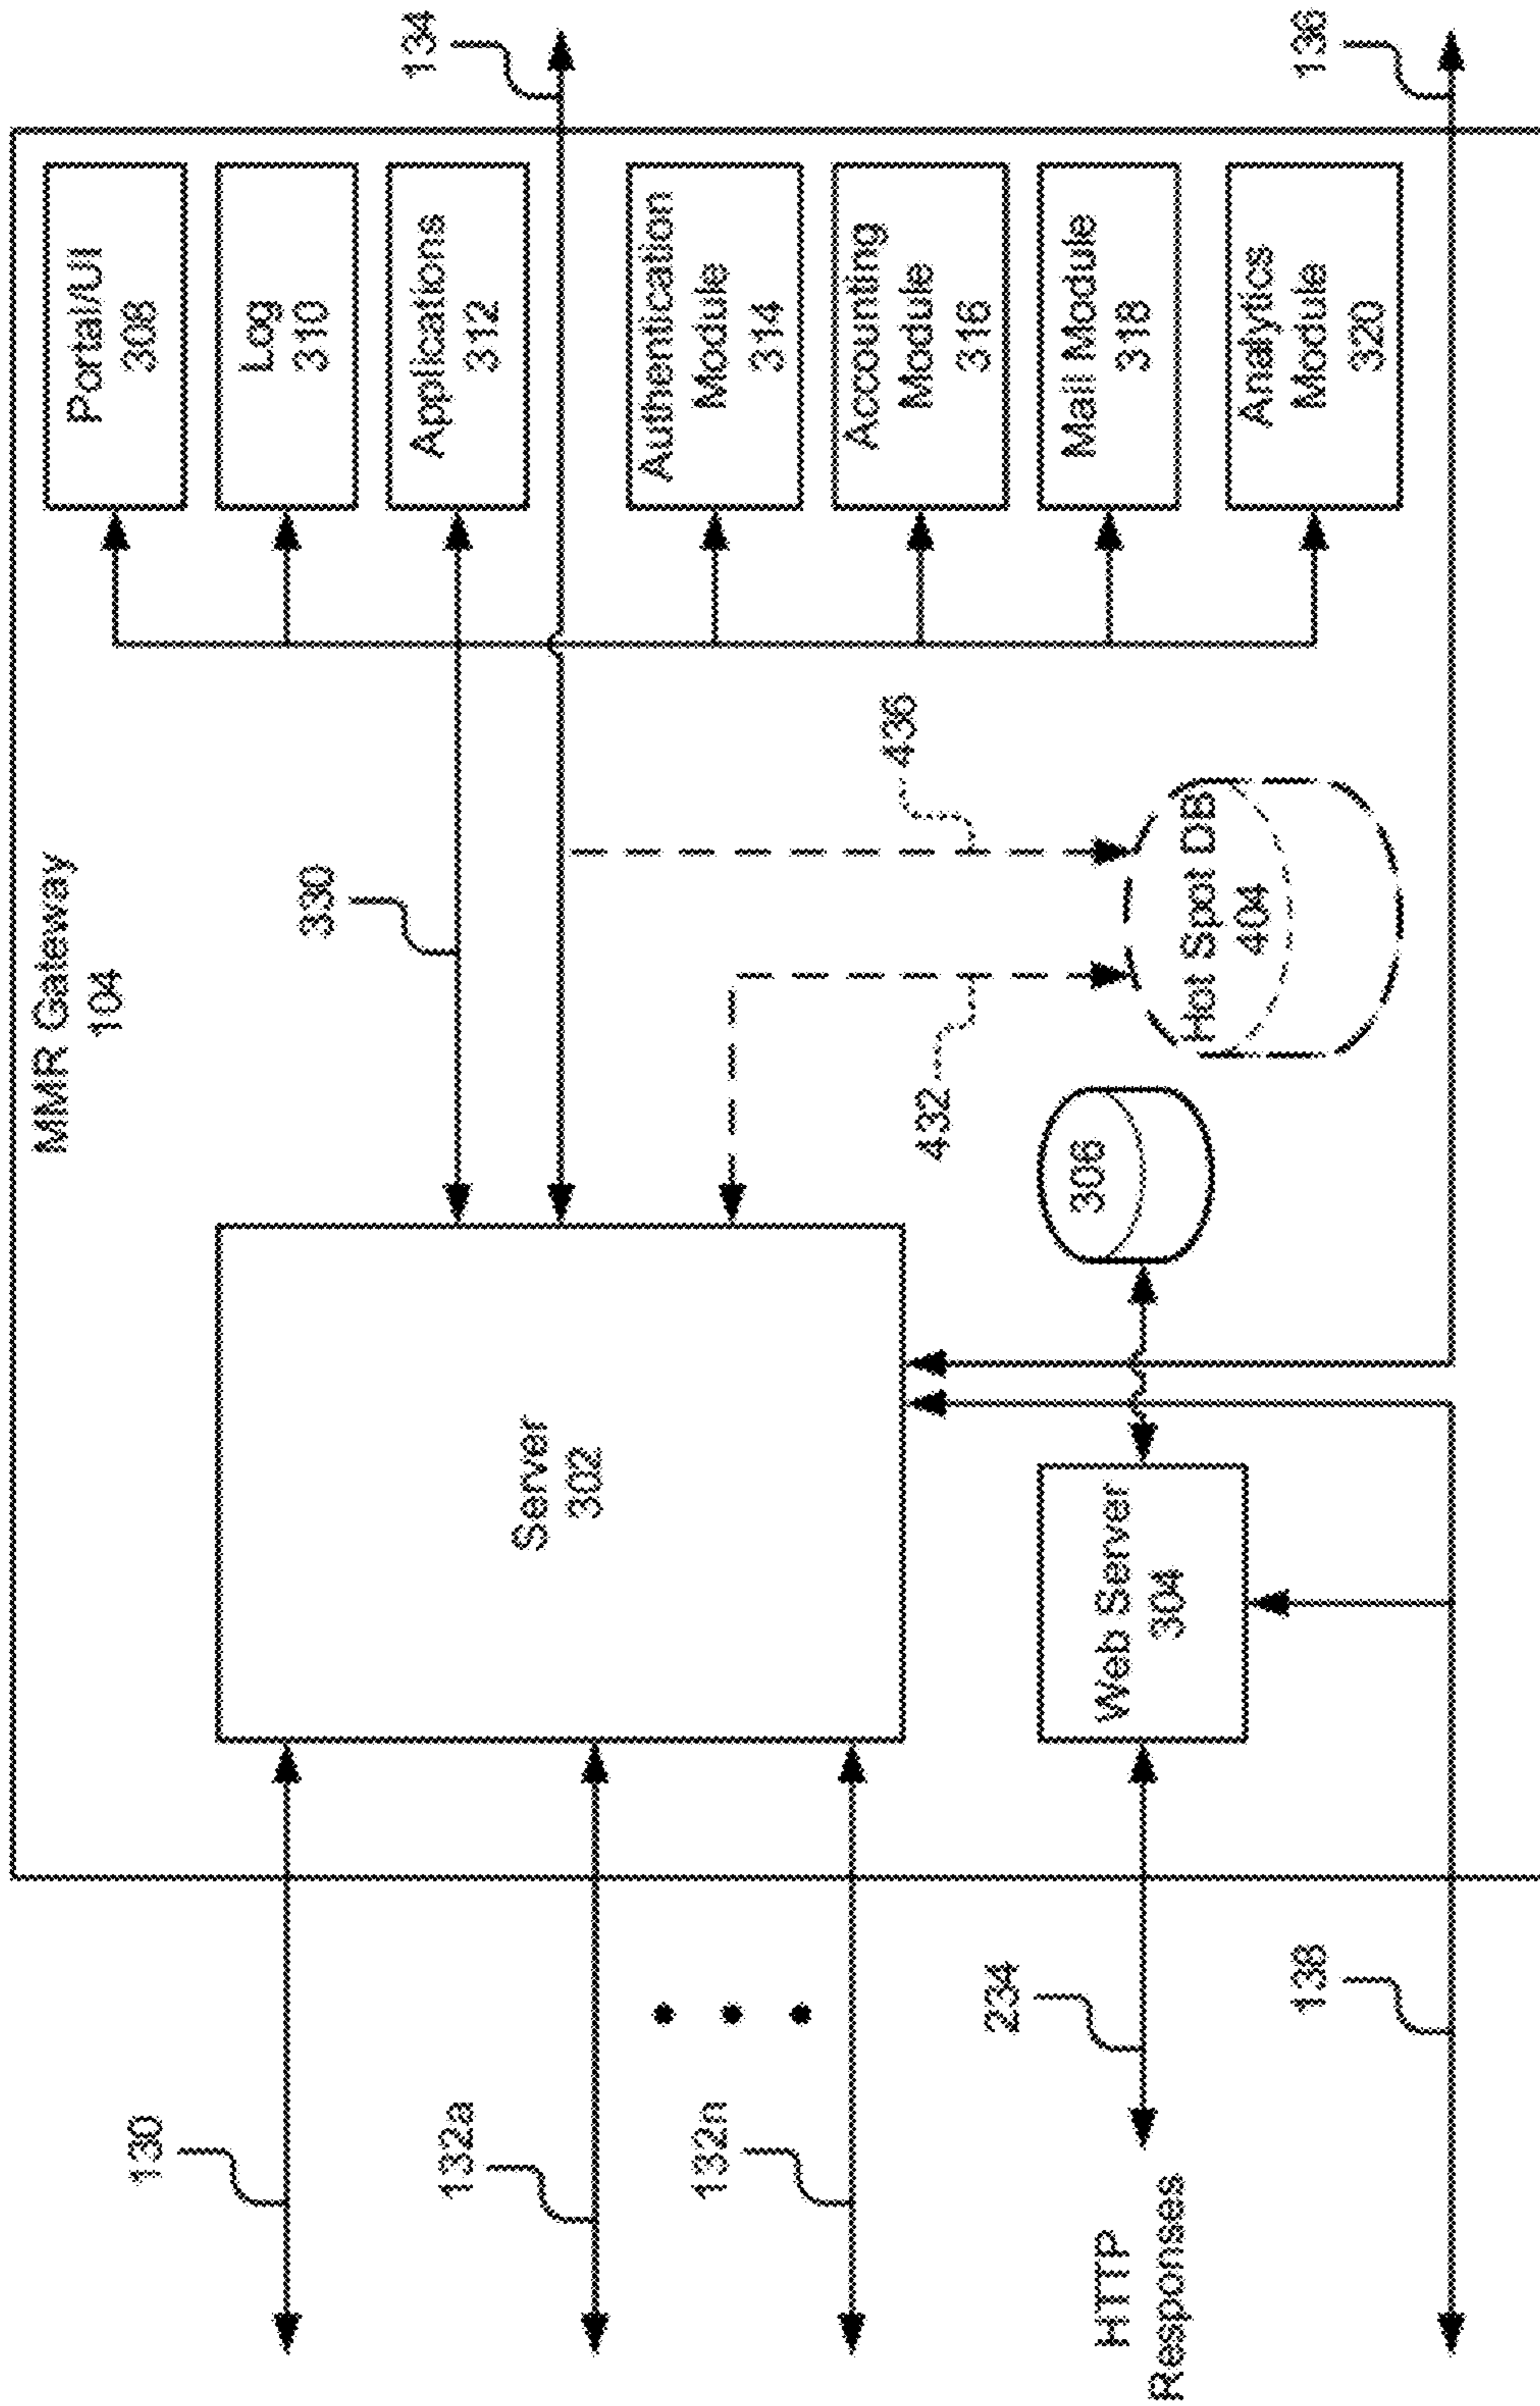 MMR Gateway
104
130
132a
132n
234
HTTP
Responses
138
Server
302
Web Server
304
306
330
432
436
Hot Spot DB
404
Portal/UI
308
Log
310
Applications
312
Authentication
Module
314
Accounting
Module
316
Mail Module
318
Analytics
Module
320
134
136